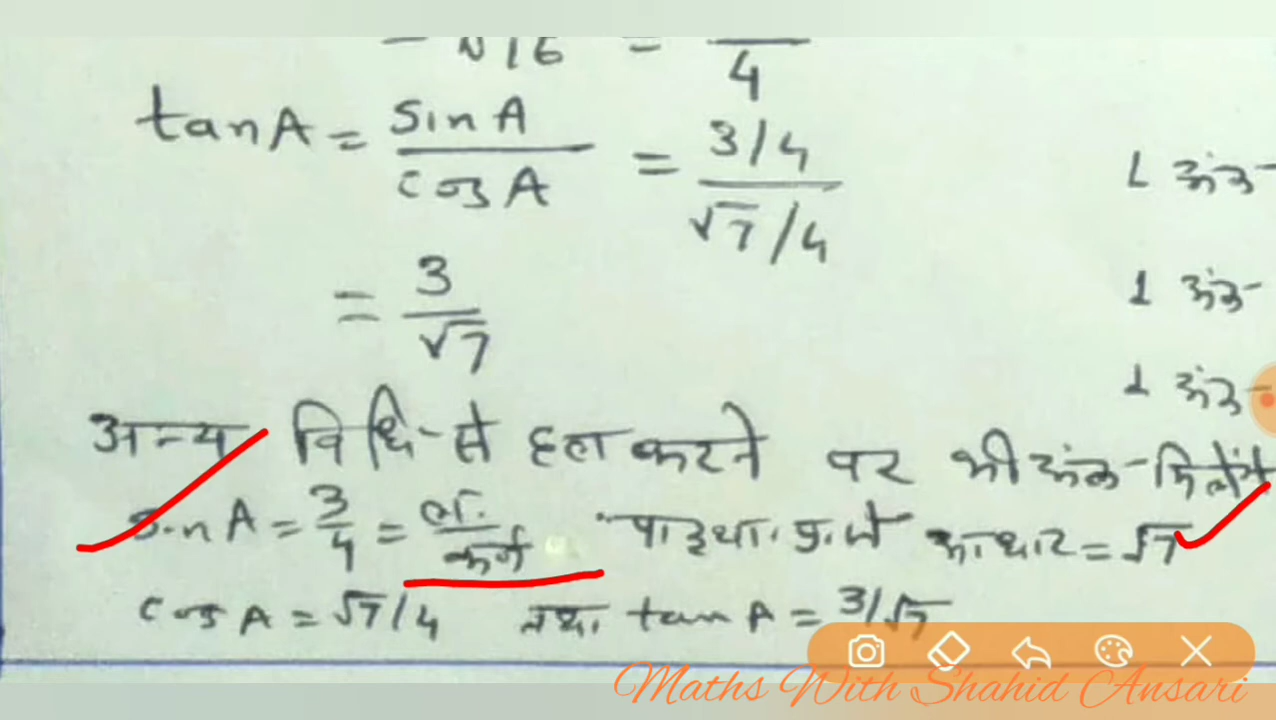 √16 = 4
tanA = sinA / cosA = 3/4 / √7/4
1 अंक
= 3/√7
1 अंक
1 अंक
अन्य विधि से हल करने पर भी अंक मिलेंगे
sinA = 3/4 = लं. / कर्ण पाइथा. प्र. से आधार = √7
cosA = √7/4 तथा tanA = 3/√7
Maths With Shahid Ansari